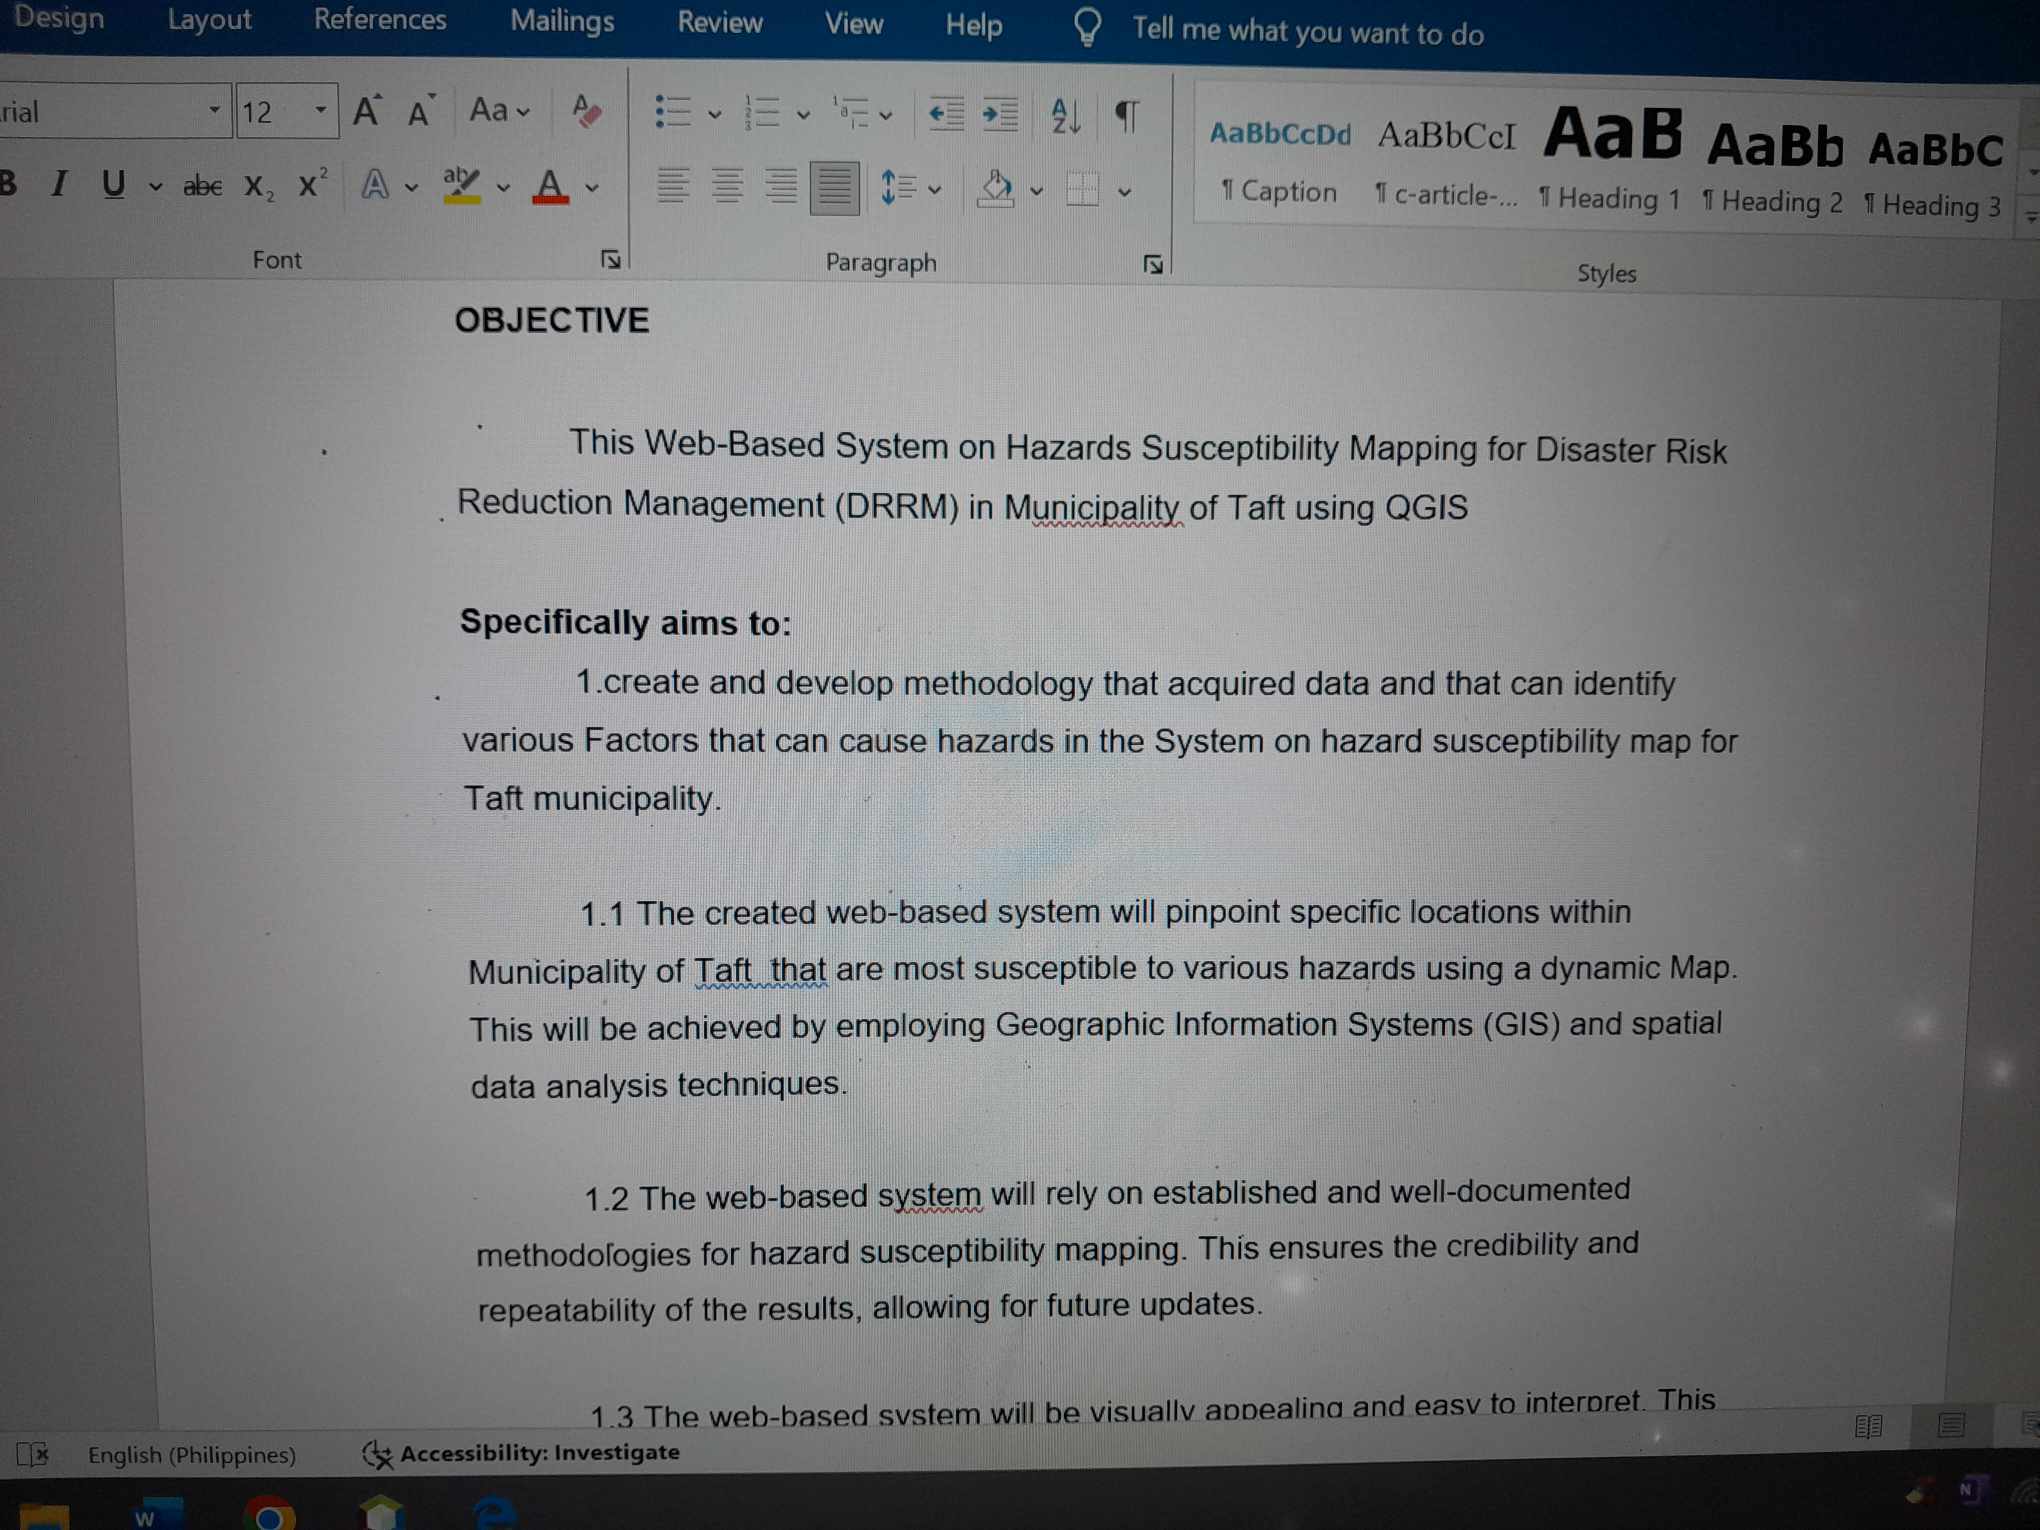 Design Layout References Mailings Review View Help Tell me what you want to do
rial 12 A A Aa A AaBbCcDd AaBbCcI AaB AaBb AaBbC
B I U abc X2 X2 A ab A ¶ Caption ¶ c-article-... ¶ Heading 1 ¶ Heading 2 ¶ Heading 3
Font Paragraph Styles
OBJECTIVE
This Web-Based System on Hazards Susceptibility Mapping for Disaster Risk
Reduction Management (DRRM) in Municipality of Taft using QGIS
Specifically aims to:
1.create and develop methodology that acquired data and that can identify
various Factors that can cause hazards in the System on hazard susceptibility map for
Taft municipality.
1.1 The created web-based system will pinpoint specific locations within
Municipality of Taft that are most susceptible to various hazards using a dynamic Map.
This will be achieved by employing Geographic Information Systems (GIS) and spatial
data analysis techniques.
1.2 The web-based system will rely on established and well-documented
methodologies for hazard susceptibility mapping. This ensures the credibility and
repeatability of the results, allowing for future updates.
1.3 The web-based system will be visually appealing and easy to interpret. This
English (Philippines) Accessibility: Investigate
W N